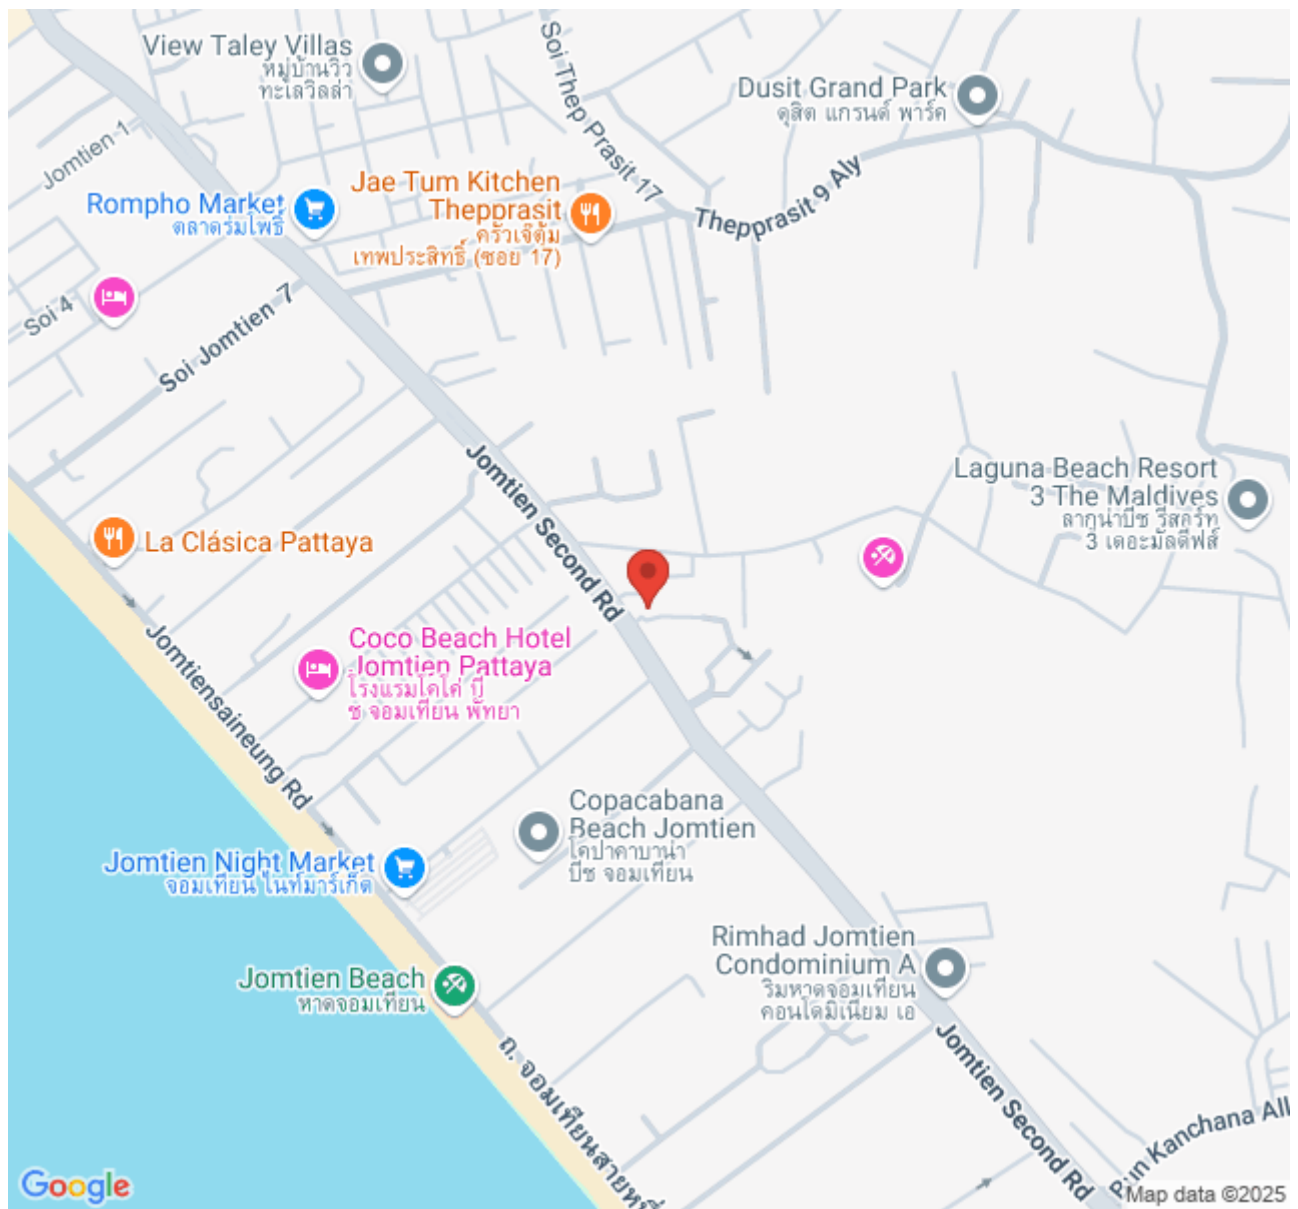 View Taley Villas
หมู่บ้านวิว
ทะเลวิลล่า
Soi Thep Prasit 17
Dusit Grand Park
ดุสิต แกรนด์ พาร์ค
Jomtien 1
Rompho Market
ตลาดร่มโพธิ์
Jae Tum Kitchen
Thepprasit
ครัวเจ๊ตุ้ม
เทพประสิทธิ์ (ซอย 17)
Thepprasit 9 Aly
Soi 4
Soi Jomtien 7
Jomtien Second Rd
Laguna Beach Resort
3 The Maldives
ลากูน่าบีช รีสอร์ท
3 เดอะมัลดีฟส์
La Clásica Pattaya
Jomtiensaineung Rd
Coco Beach Hotel
Jomtien Pattaya
โรงแรมโคโค่ บี
ช จอมเทียน พัทยา
Copacabana
Beach Jomtien
โคปาคาบาน่า
บีช จอมเทียน
Jomtien Night Market
จอมเทียน ไนท์มาร์เก็ต
Rimhad Jomtien
Condominium A
ริมหาดจอมเทียน
คอนโดมิเนียม เอ
Jomtien Beach
หาดจอมเทียน
ถ. จอมเทียนสายหนึ่
Jomtien Second Rd
Pun Kanchana All
Google
Map data ©2025